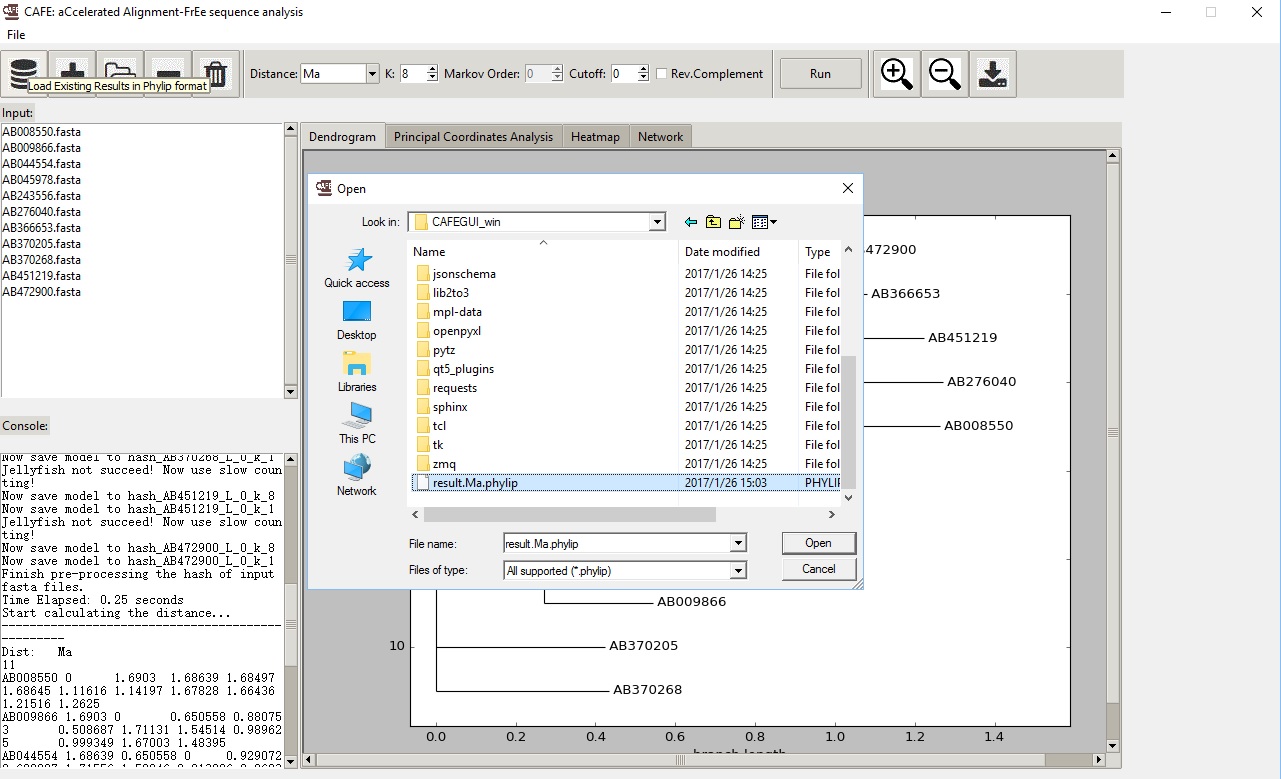 CAFE: aCcelerated Alignment-FrEe sequence analysis
File
Load Existing Results in Phylip format
Distance: Ma K: 8 Markov Order: 0 Cutoff: 0 Rev.Complement Run
Input:
AB008550.fasta
AB009866.fasta
AB044554.fasta
AB045978.fasta
AB243556.fasta
AB276040.fasta
AB366653.fasta
AB370205.fasta
AB370268.fasta
AB451219.fasta
AB472900.fasta
Console:
Now save model to hash_AB370268_L_0_k_1
Jellyfish not succeed! Now use slow coun
ting!
Now save model to hash_AB451219_L_0_k_8
Now save model to hash_AB451219_L_0_k_1
Jellyfish not succeed! Now use slow coun
ting!
Now save model to hash_AB472900_L_0_k_8
Now save model to hash_AB472900_L_0_k_1
Finish pre-processing the hash of input
fasta files.
Time Elapsed: 0.25 seconds
Start calculating the distance...
----------------------------------------
---------
Dist: Ma
11
AB008550 0 1.6903 1.68639 1.68497
1.68645 1.11616 1.14197 1.67828 1.66436
1.21516 1.2625
AB009866 1.6903 0 0.650558 0.88075
3 0.508687 1.71131 1.54514 0.98962
5 0.999349 1.67003 1.48395
AB044554 1.68639 0.650558 0 0.929072
Dendrogram Principal Coordinates Analysis Heatmap Network
CAFE Open
Look in: CAFEGUI_win
Quick access
Desktop
Libraries
This PC
Network
Name Date modified Type
jsonschema 2017/1/26 14:25 File fol
lib2to3 2017/1/26 14:25 File fol
mpl-data 2017/1/26 14:25 File fol
openpyxl 2017/1/26 14:25 File fol
pytz 2017/1/26 14:25 File fol
qt5_plugins 2017/1/26 14:25 File fol
requests 2017/1/26 14:25 File fol
sphinx 2017/1/26 14:25 File fol
tcl 2017/1/26 14:25 File fol
tk 2017/1/26 14:25 File fol
zmq 2017/1/26 14:25 File fol
result.Ma.phylip 2017/1/26 15:03 PHYLIP
File name: result.Ma.phylip Open
Files of type: All supported (*.phylip) Cancel
472900
AB366653
AB451219
AB276040
AB008550
AB009866
10 AB370205
AB370268
0.0 0.2 0.4 0.6 0.8 1.0 1.2 1.4
branch length